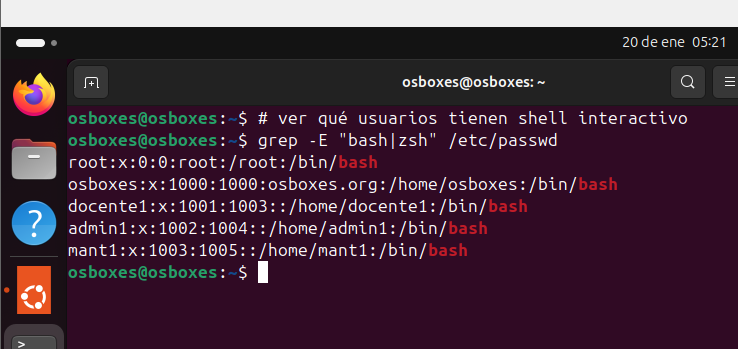 20 de ene 05:21
osboxes@osboxes: ~
osboxes@osboxes:~$ # ver qué usuarios tienen shell interactivo
osboxes@osboxes:~$ grep -E "bash|zsh" /etc/passwd
root:x:0:0:root:/root:/bin/bash
osboxes:x:1000:1000:osboxes.org:/home/osboxes:/bin/bash
docente1:x:1001:1003::/home/docente1:/bin/bash
admin1:x:1002:1004::/home/admin1:/bin/bash
mant1:x:1003:1005::/home/mant1:/bin/bash
osboxes@osboxes:~$